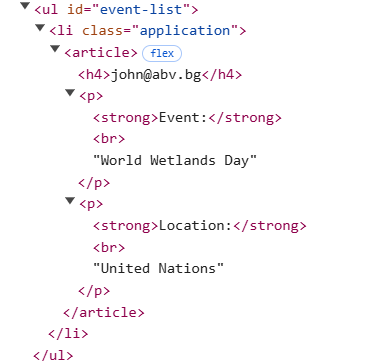 <ul id="event-list">
<li class="application">
<article> flex
<h4>john@abv.bg</h4>
<p>
<strong>Event:</strong>
<br>
"World Wetlands Day"
</p>
<p>
<strong>Location:</strong>
<br>
"United Nations"
</p>
</article>
</li>
</ul>